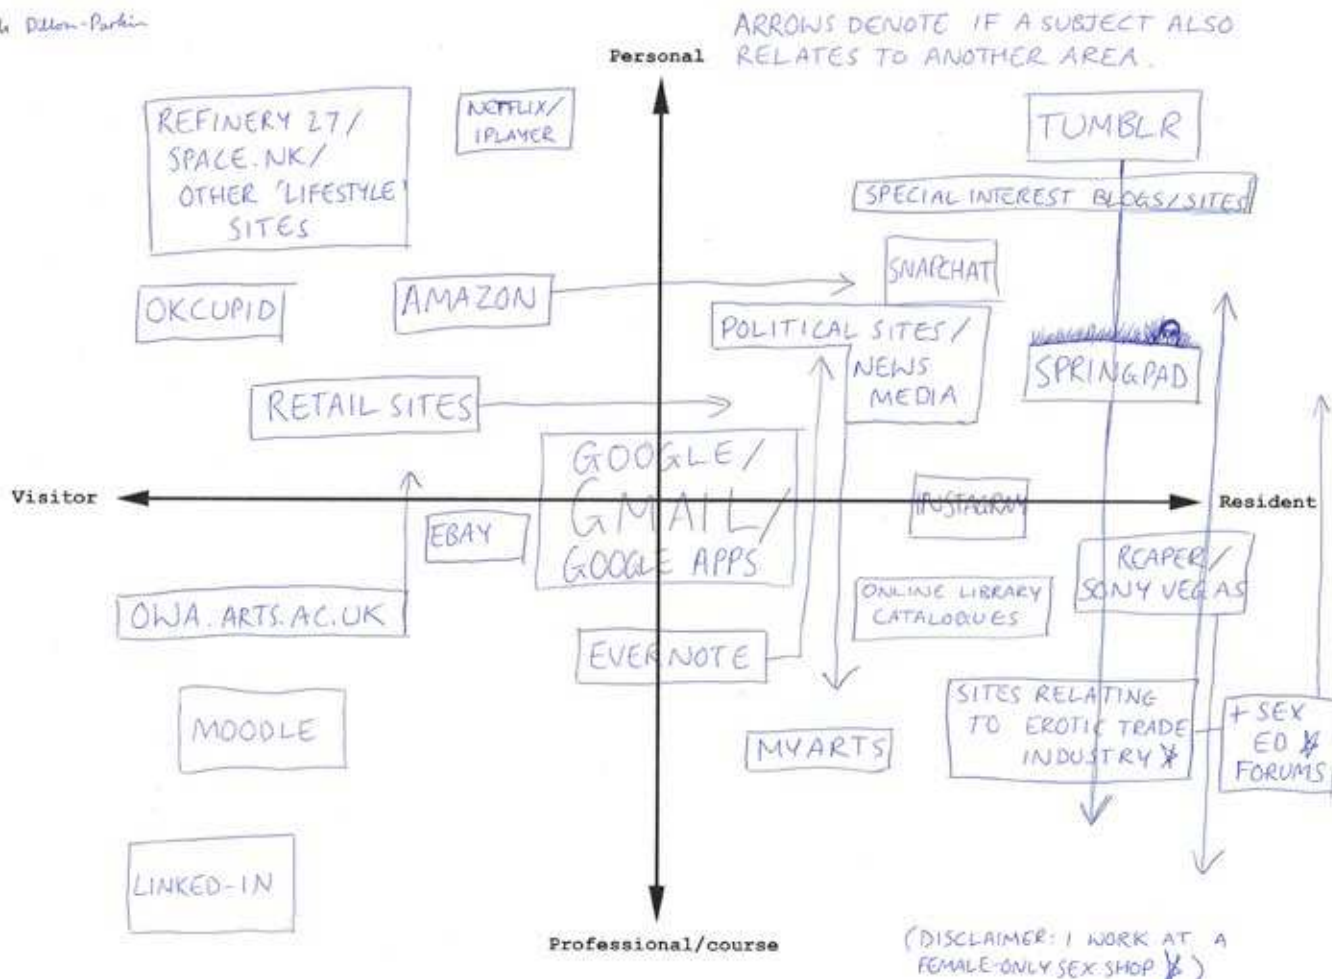 Dillon-Parkin
ARROWS DENOTE IF A SUBJECT ALSO
RELATES TO ANOTHER AREA.
Personal
REFINERY 27/
SPACE.NK/
OTHER 'LIFESTYLE'
SITES
NETFLIX/
IPLAYER
TUMBLR
SPECIAL INTEREST BLOGS/SITES
SNAPCHAT
OKCUPID
AMAZON
POLITICAL SITES/
NEWS
MEDIA
SPRINGPAD
RETAIL SITES
GOOGLE/
GMAIL/
GOOGLE APPS
Visitor
Resident
INSTAGRAM
EBAY
REAPER/
SONY VEGAS
ONLINE LIBRARY
CATALOGUES
OWA.ARTS.AC.UK
EVERNOTE
SITES RELATING
TO EROTIC TRADE
INDUSTRY
+ SEX
ED
FORUMS
MOODLE
MYARTS
LINKED-IN
Professional/course
(DISCLAIMER: I WORK AT A
FEMALE-ONLY SEX SHOP )